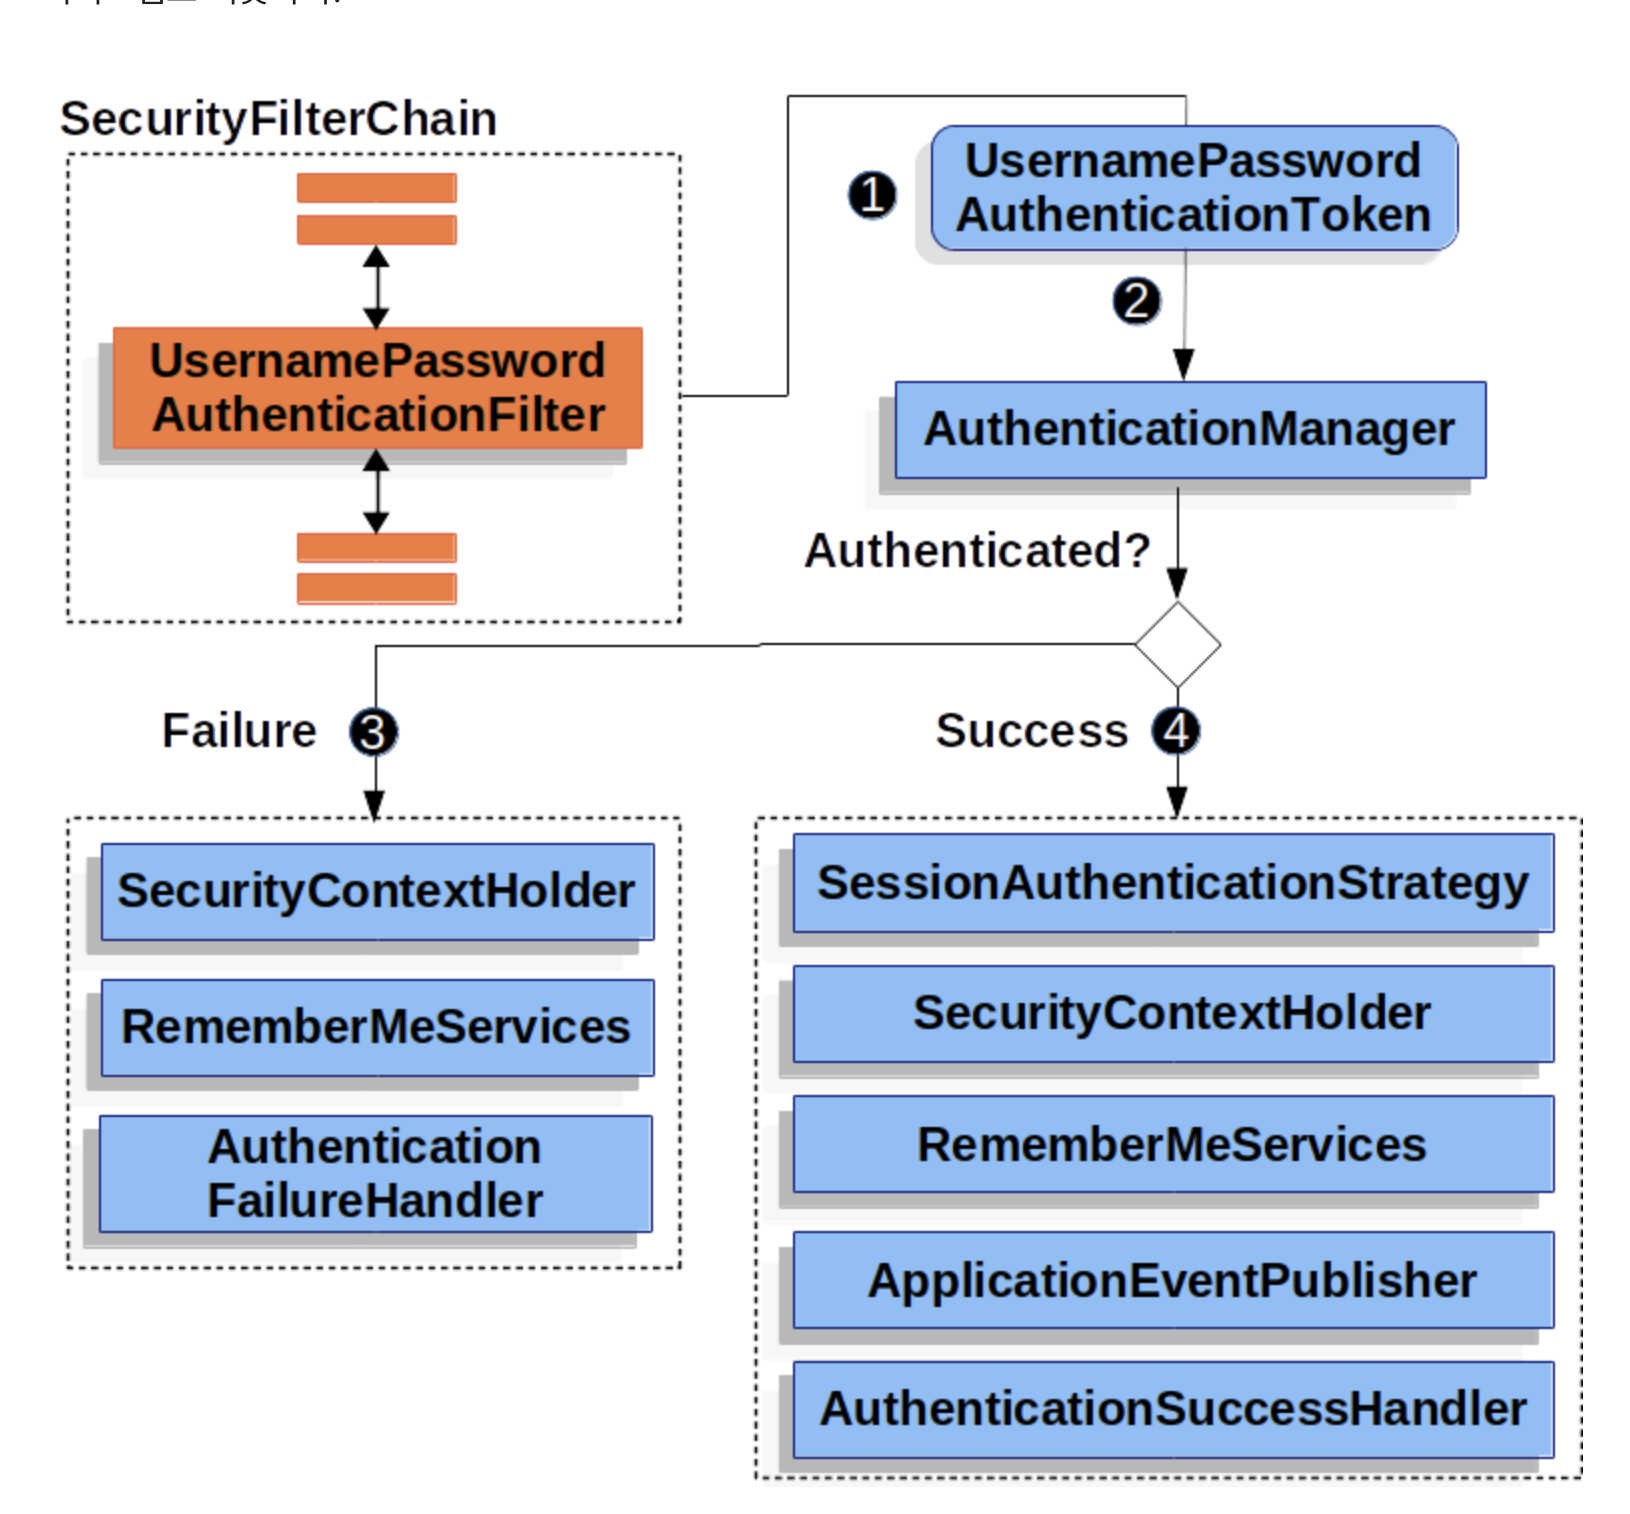 SecurityFilterChain
UsernamePassword
AuthenticationFilter
1
UsernamePassword
AuthenticationToken
2
AuthenticationManager
Authenticated?
Failure
3
Success
4
SecurityContextHolder
RememberMeServices
Authentication
FailureHandler
SessionAuthenticationStrategy
SecurityContextHolder
RememberMeServices
ApplicationEventPublisher
AuthenticationSuccessHandler